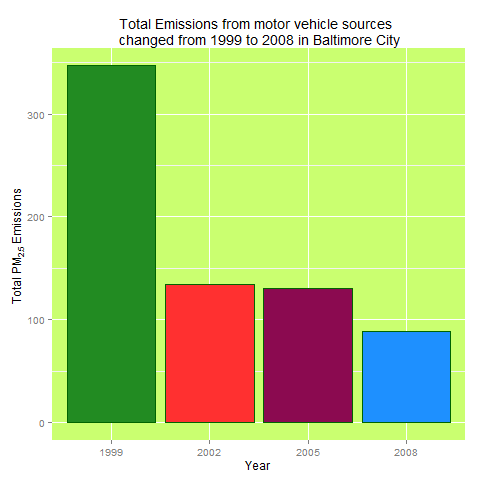 Total Emissions from motor vehicle sources
changed from 1999 to 2008 in Baltimore City
Total PM2.5 Emissions
300
200
100
0
1999 2002 2005 2008
Year